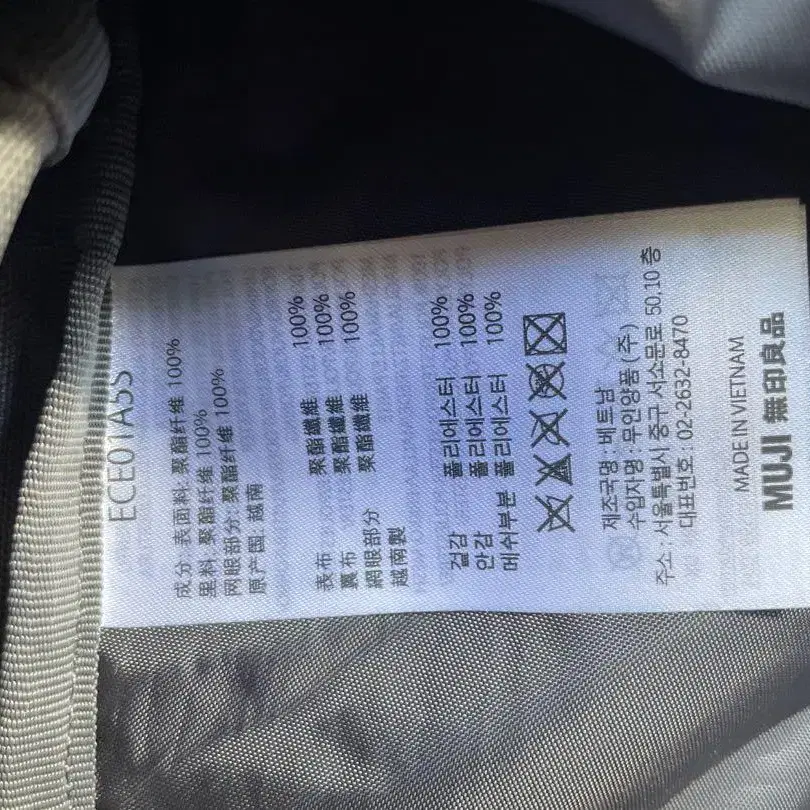 ECE01A5S
成分 表面料: 聚酯纤维 100%
里料: 聚酯纤维 100%
网眼部分: 聚酯纤维 100%
原产国: 越南
表布 聚酯纖維 100%
裏布 聚酯纖維 100%
網眼部分 聚酯纖維 100%
越南製
겉감 폴리에스터 100%
안감 폴리에스터 100%
메쉬부분 폴리에스터 100%
제조국명 : 베트남
수입자명 : 무인양품 (주)
주소 : 서울특별시 중구 서소문로 50,10 층
대표번호 : 02-2632-8470
MADE IN VIETNAM
MUJI 無印良品